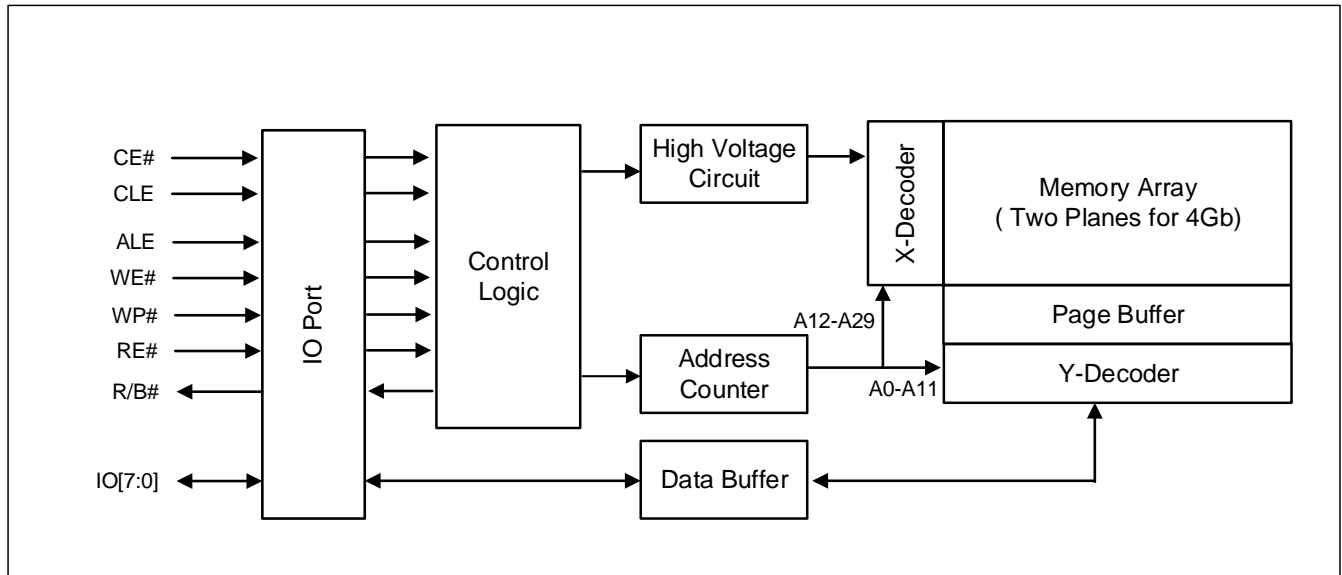 CE#
CLE
ALE
WE#
WP#
RE#
R/B#
IO[7:0]
IO Port
Control
Logic
High Voltage
Circuit
Address
Counter
Data Buffer
A12-A29
A0-A11
X-Decoder
Memory Array
( Two Planes for 4Gb)
Page Buffer
Y-Decoder